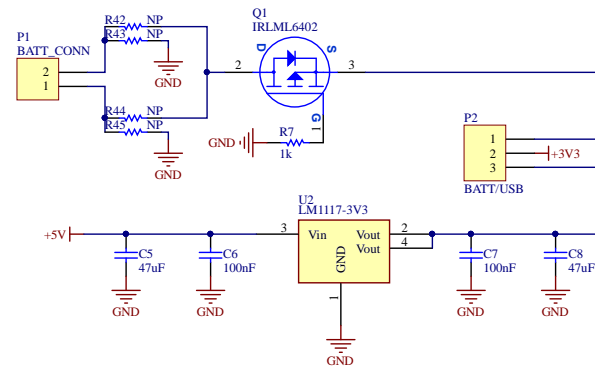 R42 NP
R43 NP
P1
BATT_CONN
2
1
GND
R44 NP
R45 NP
GND
Q1
IRLML6402
D S
2 3
G
1
GND
R7
1k
P2
1
2
3
+3V3
BATT/USB
U2
LM1117-3V3
+5V
3 Vin Vout 2
Vout 4
GND
1
GND
C5
47uF
GND
C6
100nF
GND
C7
100nF
GND
C8
47uF
GND